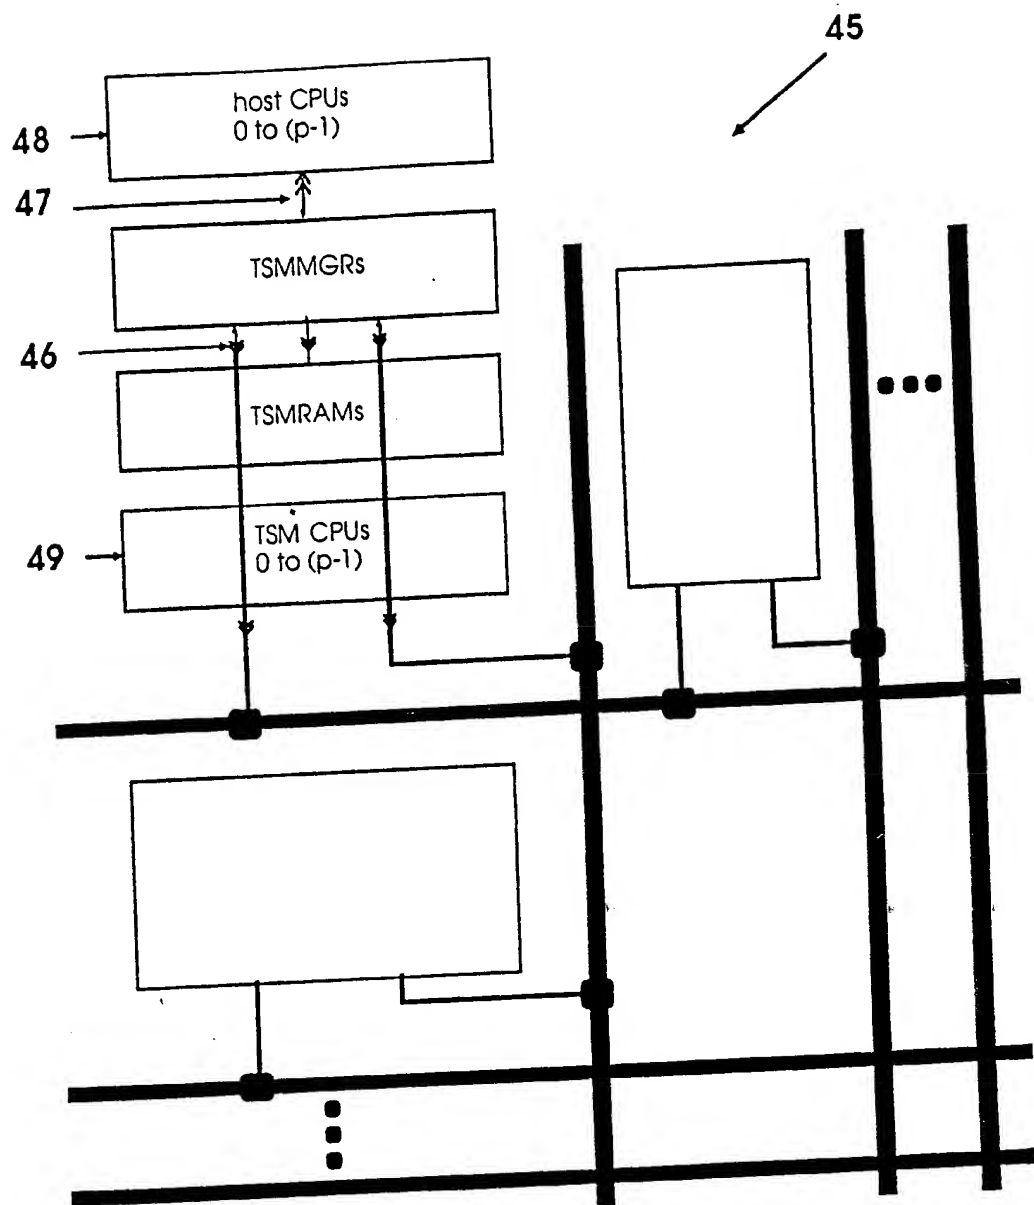 45
host CPUs
0 to (p-1)
48
47
TSMMGRs
46
TSMRAMs
TSM CPUs
0 to (p-1)
49